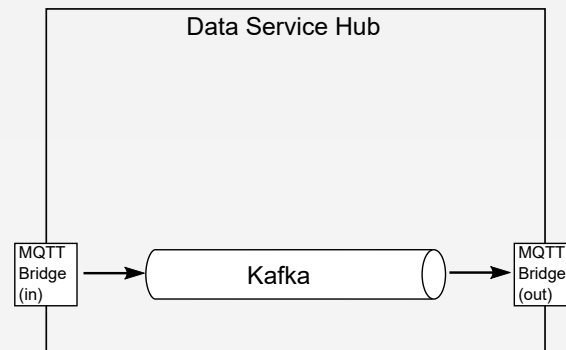 Data Service Hub
MQTT
Bridge
(in)
Kafka
MQTT
Bridge
(out)